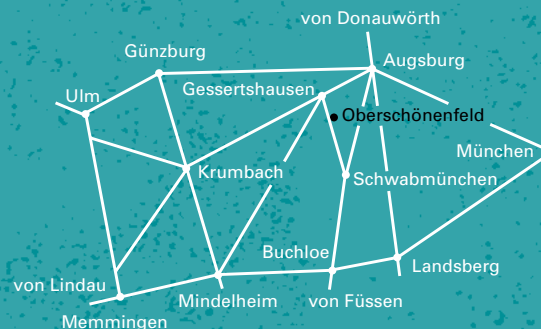 von Donauwörth
Günzburg
Augsburg
Gessertshausen
Ulm
Oberschönenfeld
München
Krumbach
Schwabmünchen
Buchloe
Landsberg
von Lindau
Mindelheim
von Füssen
Memmingen